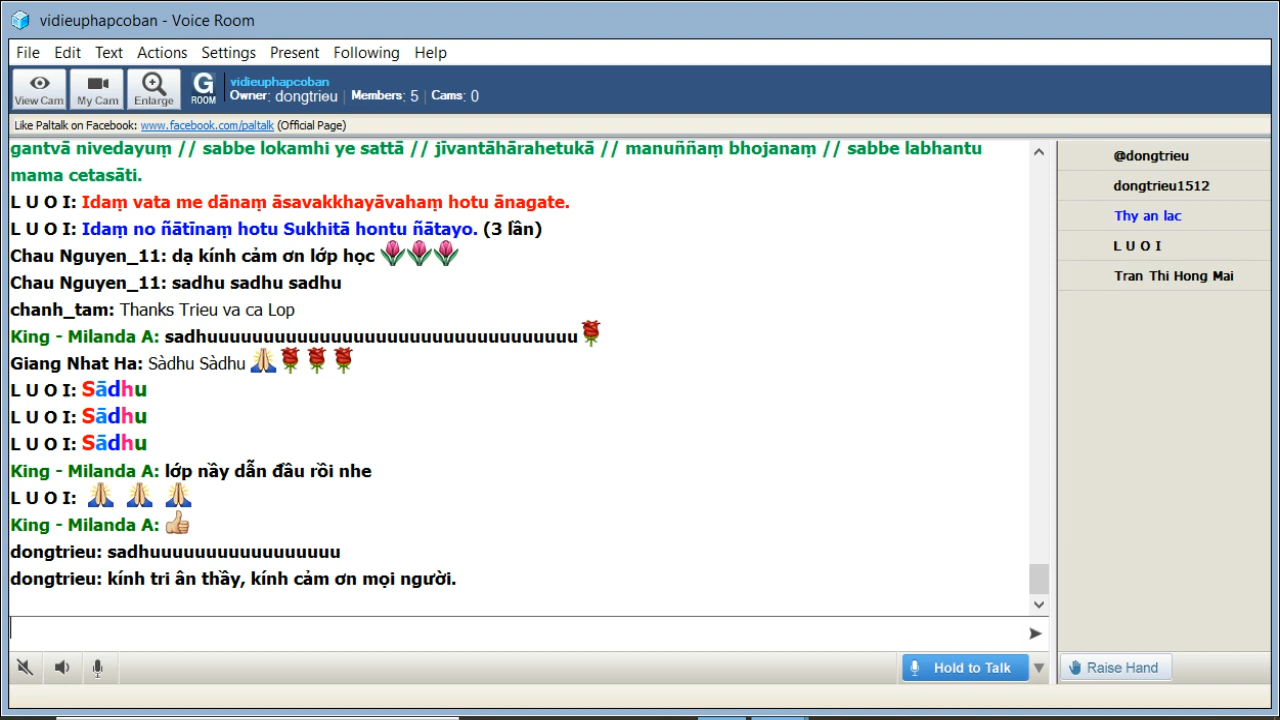 vidieuphapcoban - Voice Room
File Edit Text Actions Settings Present Following Help
View Cam My Cam Enlarge G ROOM
vidieuphapcoban
Owner: dongtrieu | Members: 5 | Cams: 0
Like Paltalk on Facebook: www.facebook.com/paltalk (Official Page)
gantvā nivedayuṃ // sabbe lokamhi ye sattā // jīvantāhārahetukā // manuññaṃ bhojanaṃ // sabbe labhantu
mama cetasāti.
L U O I: Idaṃ vata me dānaṃ āsavakkhayāvahaṃ hotu ānagate.
L U O I: Idaṃ no ñātīnaṃ hotu Sukhitā hontu ñātayo. (3 lần)
Chau Nguyen_11: dạ kính cảm ơn lớp học
Chau Nguyen_11: sadhu sadhu sadhu
chanh_tam: Thanks Trieu va ca Lop
King - Milanda A: sadhuuuuuuuuuuuuuuuuuuuuuuuuuuuuuuuuu
Giang Nhat Ha: Sàdhu Sàdhu
L U O I: Sādhu
L U O I: Sādhu
L U O I: Sādhu
King - Milanda A: lớp nầy dẫn đầu rồi nhe
L U O I:
King - Milanda A:
dongtrieu: sadhuuuuuuuuuuuuuuuuu
dongtrieu: kính tri ân thầy, kính cảm ơn mọi người.
@dongtrieu
dongtrieu1512
Thy an lac
L U O I
Tran Thi Hong Mai
Hold to Talk
Raise Hand